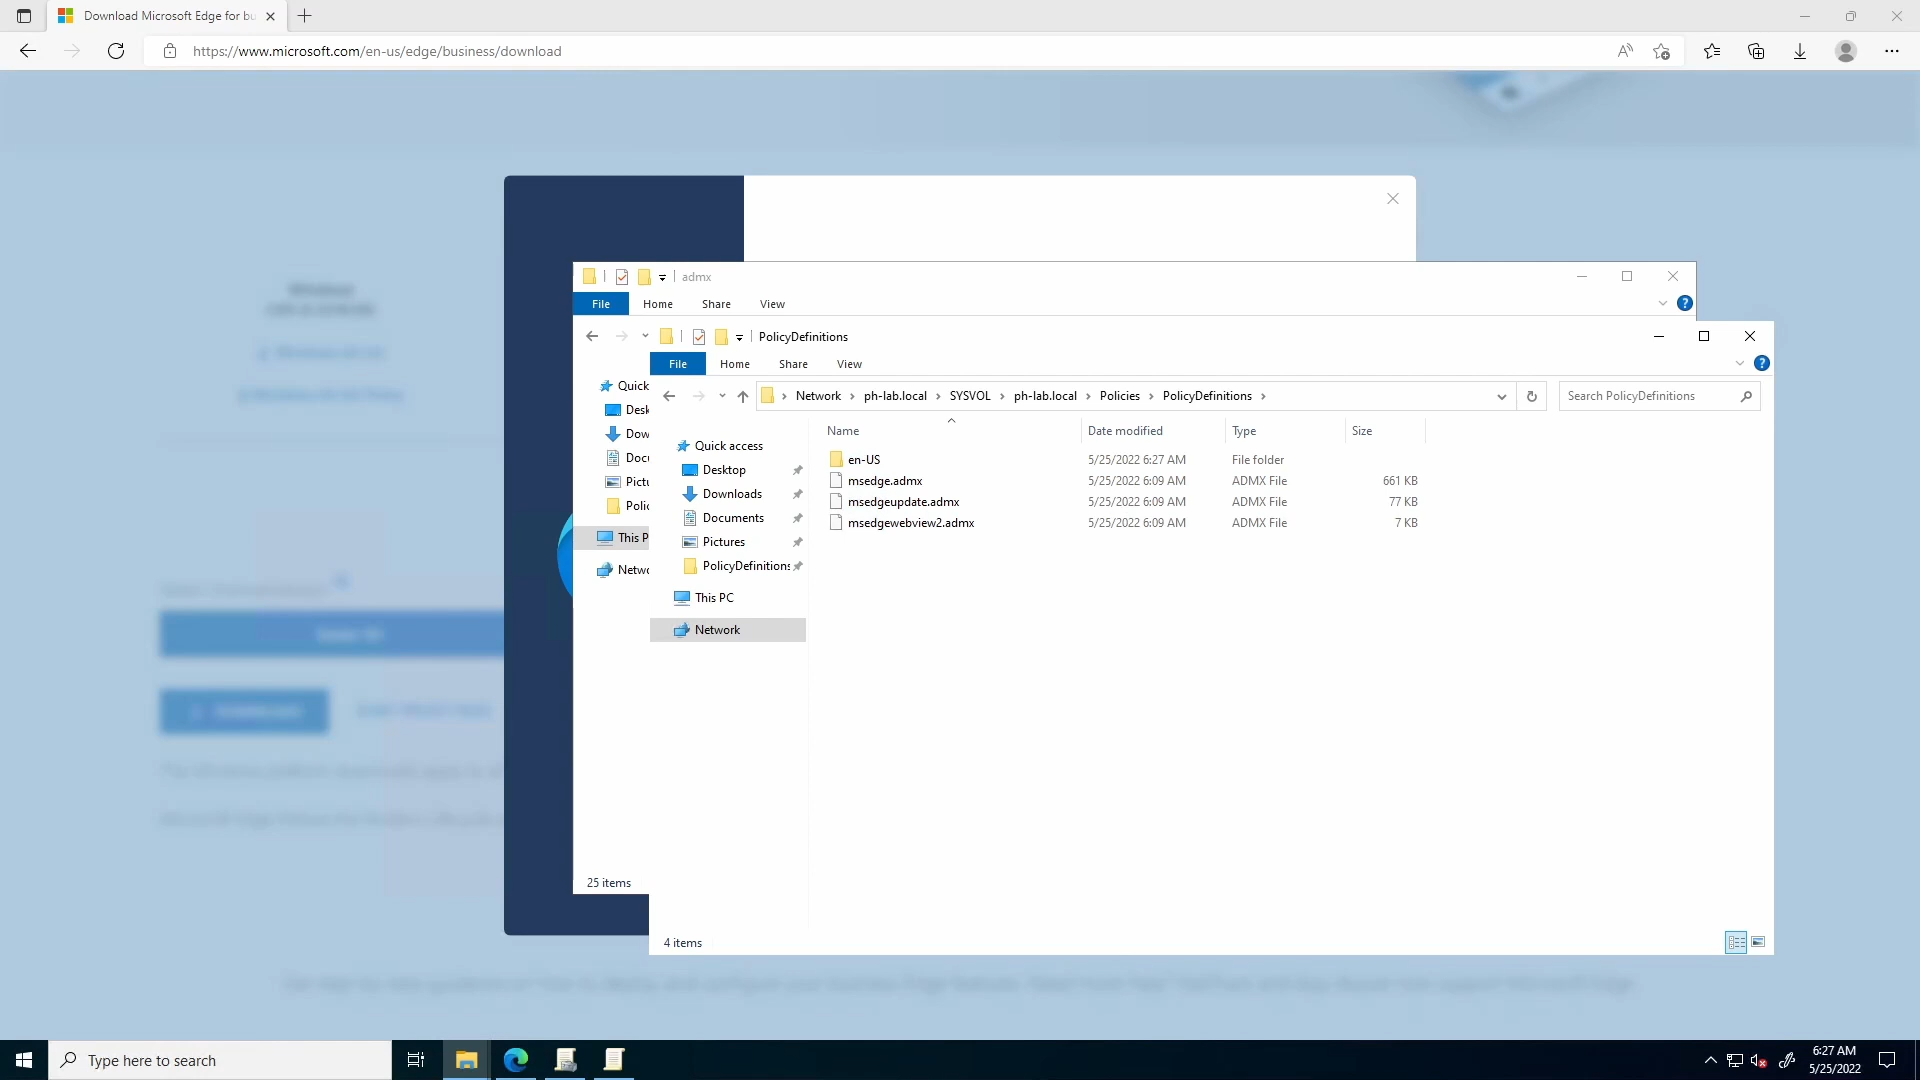 Download Microsoft Edge for bu
https://www.microsoft.com/en-us/edge/business/download
admx
File Home Share View
PolicyDefinitions
File Home Share View
Network > ph-lab.local > SYSVOL > ph-lab.local > Policies > PolicyDefinitions >
Search PolicyDefinitions
Quick
Desk
Dow
Docu
Pictu
Polic
This P
Netwo
25 items
Quick access
Desktop
Downloads
Documents
Pictures
PolicyDefinitions
This PC
Network
Name Date modified Type Size
en-US 5/25/2022 6:27 AM File folder
msedge.admx 5/25/2022 6:09 AM ADMX File 661 KB
msedgeupdate.admx 5/25/2022 6:09 AM ADMX File 77 KB
msedgewebview2.admx 5/25/2022 6:09 AM ADMX File 7 KB
4 items
Type here to search
6:27 AM
5/25/2022